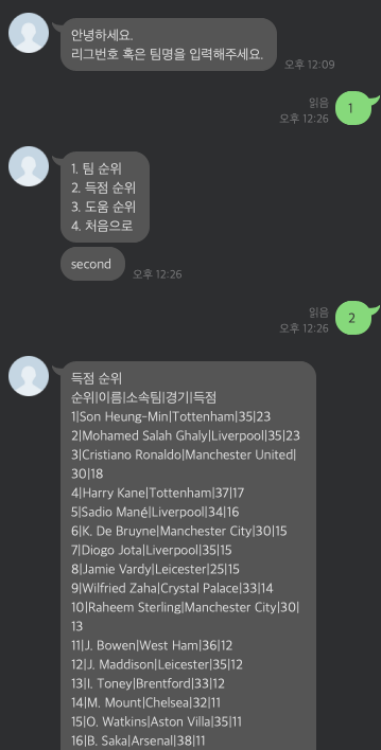 안녕하세요.
리그번호 혹은 팀명을 입력해주세요.
오후 12:09
읽음
오후 12:26
1
1. 팀 순위
2. 득점 순위
3. 도움 순위
4. 처음으로
second
오후 12:26
읽음
오후 12:26
2
득점 순위
순위|이름|소속팀|경기|득점
1|Son Heung-Min|Tottenham|35|23
2|Mohamed Salah Ghaly|Liverpool|35|23
3|Cristiano Ronaldo|Manchester United|
30|18
4|Harry Kane|Tottenham|37|17
5|Sadio Mané|Liverpool|34|16
6|K. De Bruyne|Manchester City|30|15
7|Diogo Jota|Liverpool|35|15
8|Jamie Vardy|Leicester|25|15
9|Wilfried Zaha|Crystal Palace|33|14
10|Raheem Sterling|Manchester City|30|
13
11|J. Bowen|West Ham|36|12
12|J. Maddison|Leicester|35|12
13|I. Toney|Brentford|33|12
14|M. Mount|Chelsea|32|11
15|O. Watkins|Aston Villa|35|11
16|B. Saka|Arsenal|38|11